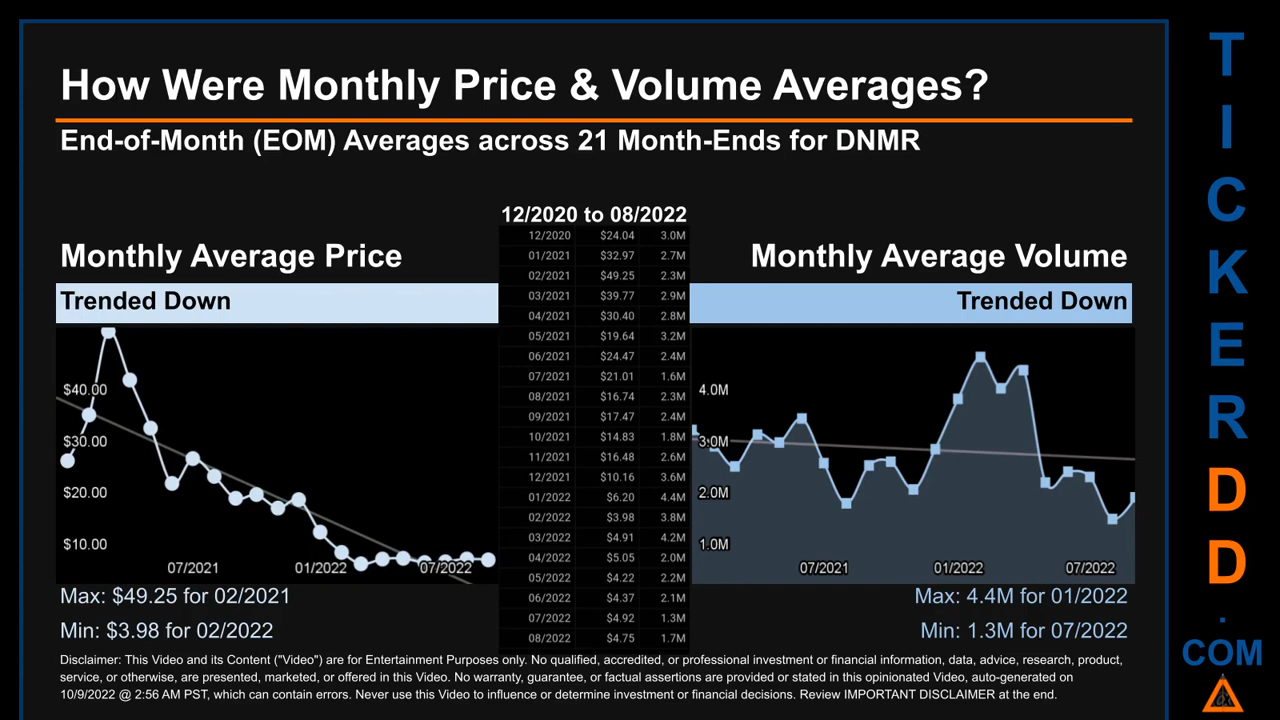 How Were Monthly Price & Volume Averages?
End-of-Month (EOM) Averages across 21 Month-Ends for DNMR
12/2020 to 08/2022
12/2020 $24.04 3.0M
01/2021 $32.97 2.7M
02/2021 $49.25 2.3M
03/2021 $39.77 2.9M
04/2021 $30.40 2.8M
05/2021 $19.64 3.2M
06/2021 $24.47 2.4M
07/2021 $21.01 1.6M
08/2021 $16.74 2.3M
09/2021 $17.47 2.4M
10/2021 $14.83 1.8M
11/2021 $16.48 2.6M
12/2021 $10.16 3.6M
01/2022 $6.20 4.4M
02/2022 $3.98 3.8M
03/2022 $4.91 4.2M
04/2022 $5.05 2.0M
05/2022 $4.22 2.2M
06/2022 $4.37 2.1M
07/2022 $4.92 1.3M
08/2022 $4.75 1.7M
Monthly Average Price
Trended Down
$40.00
$30.00
$20.00
$10.00
07/2021 01/2022 07/2022
Max: $49.25 for 02/2021
Min: $3.98 for 02/2022
Monthly Average Volume
Trended Down
4.0M
3.0M
2.0M
1.0M
07/2021 01/2022 07/2022
Max: 4.4M for 01/2022
Min: 1.3M for 07/2022
Disclaimer: This Video and its Content ("Video") are for Entertainment Purposes only. No qualified, accredited, or professional investment or financial information, data, advice, research, product,
service, or otherwise, are presented, marketed, or offered in this Video. No warranty, guarantee, or factual assertions are provided or stated in this opinionated Video, auto-generated on
10/9/2022 @ 2:56 AM PST, which can contain errors. Never use this Video to influence or determine investment or financial decisions. Review IMPORTANT DISCLAIMER at the end.
T
I
C
K
E
R
D
D
.
COM